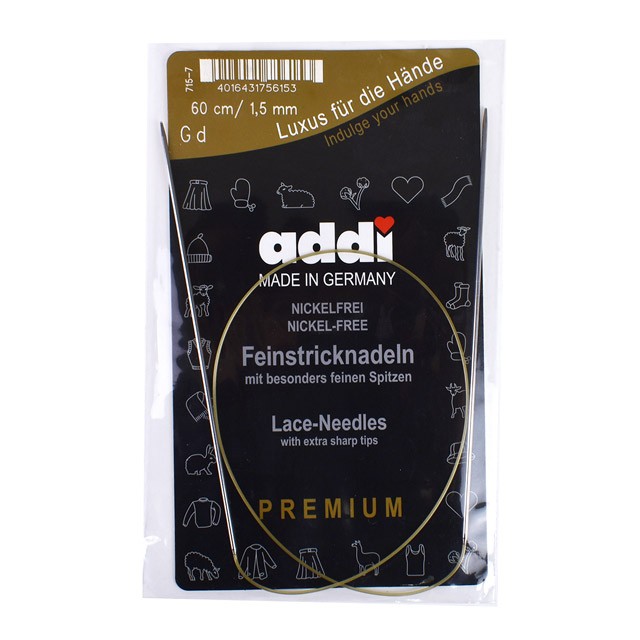 715-7
4016431756153
60 cm/ 1,5 mm
G d
Luxus für die Hände
Indulge your hands
addi
MADE IN GERMANY
NICKELFREI
NICKEL-FREE
Feinstricknadeln
mit besonders feinen Spitzen
Lace-Needles
with extra sharp tips
PREMIUM